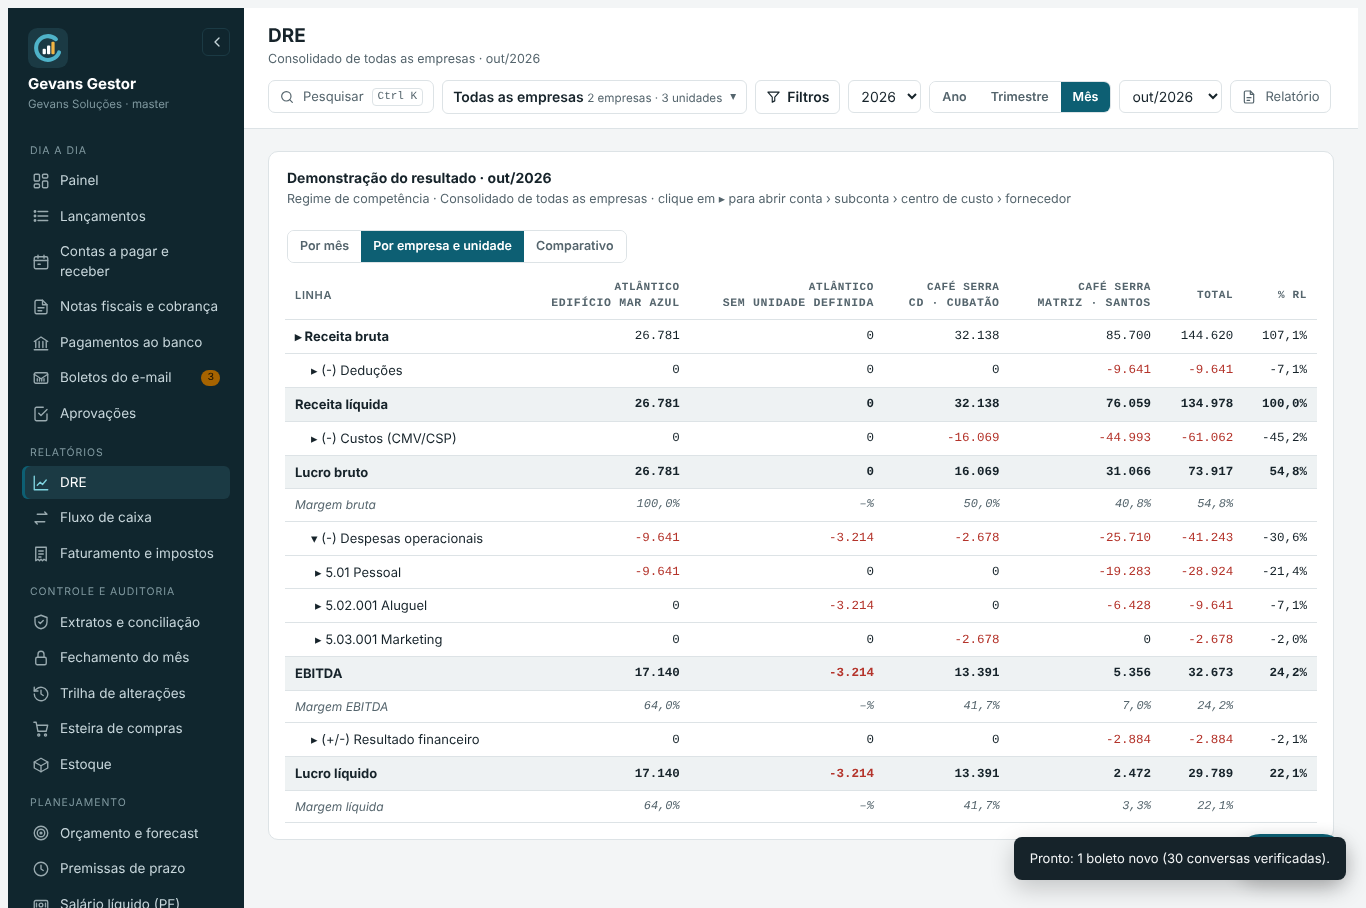 Gevans Gestor
Gevans Soluções · master
DIA A DIA
Painel
Lançamentos
Contas a pagar e
receber
Notas fiscais e cobrança
Pagamentos ao banco
Boletos do e-mail 3
Aprovações
RELATÓRIOS
DRE
Fluxo de caixa
Faturamento e impostos
CONTROLE E AUDITORIA
Extratos e conciliação
Fechamento do mês
Trilha de alterações
Esteira de compras
Estoque
PLANEJAMENTO
Orçamento e forecast
Premissas de prazo
Salário líquido (PF)
DRE
Consolidado de todas as empresas · out/2026
Pesquisar Ctrl K Todas as empresas 2 empresas · 3 unidades ▾ Filtros 2026 Ano Trimestre Mês out/2026 Relatório
Demonstração do resultado · out/2026
Regime de competência · Consolidado de todas as empresas · clique em ▸ para abrir conta › subconta › centro de custo › fornecedor
Por mês Por empresa e unidade Comparativo
LINHA ATLÂNTICO EDIFÍCIO MAR AZUL ATLÂNTICO SEM UNIDADE DEFINIDA CAFÉ SERRA CD · CUBATÃO CAFÉ SERRA MATRIZ · SANTOS TOTAL % RL
▸ Receita bruta 26.781 0 32.138 85.700 144.620 107,1%
▸ (-) Deduções 0 0 0 -9.641 -9.641 -7,1%
Receita líquida 26.781 0 32.138 76.059 134.978 100,0%
▸ (-) Custos (CMV/CSP) 0 0 -16.069 -44.993 -61.062 -45,2%
Lucro bruto 26.781 0 16.069 31.066 73.917 54,8%
Margem bruta 100,0% –% 50,0% 40,8% 54,8%
▾ (-) Despesas operacionais -9.641 -3.214 -2.678 -25.710 -41.243 -30,6%
▸ 5.01 Pessoal -9.641 0 0 -19.283 -28.924 -21,4%
▸ 5.02.001 Aluguel 0 -3.214 0 -6.428 -9.641 -7,1%
▸ 5.03.001 Marketing 0 0 -2.678 0 -2.678 -2,0%
EBITDA 17.140 -3.214 13.391 5.356 32.673 24,2%
Margem EBITDA 64,0% –% 41,7% 7,0% 24,2%
▸ (+/-) Resultado financeiro 0 0 0 -2.884 -2.884 -2,1%
Lucro líquido 17.140 -3.214 13.391 2.472 29.789 22,1%
Margem líquida 64,0% –% 41,7% 3,3% 22,1%
Pronto: 1 boleto novo (30 conversas verificadas).